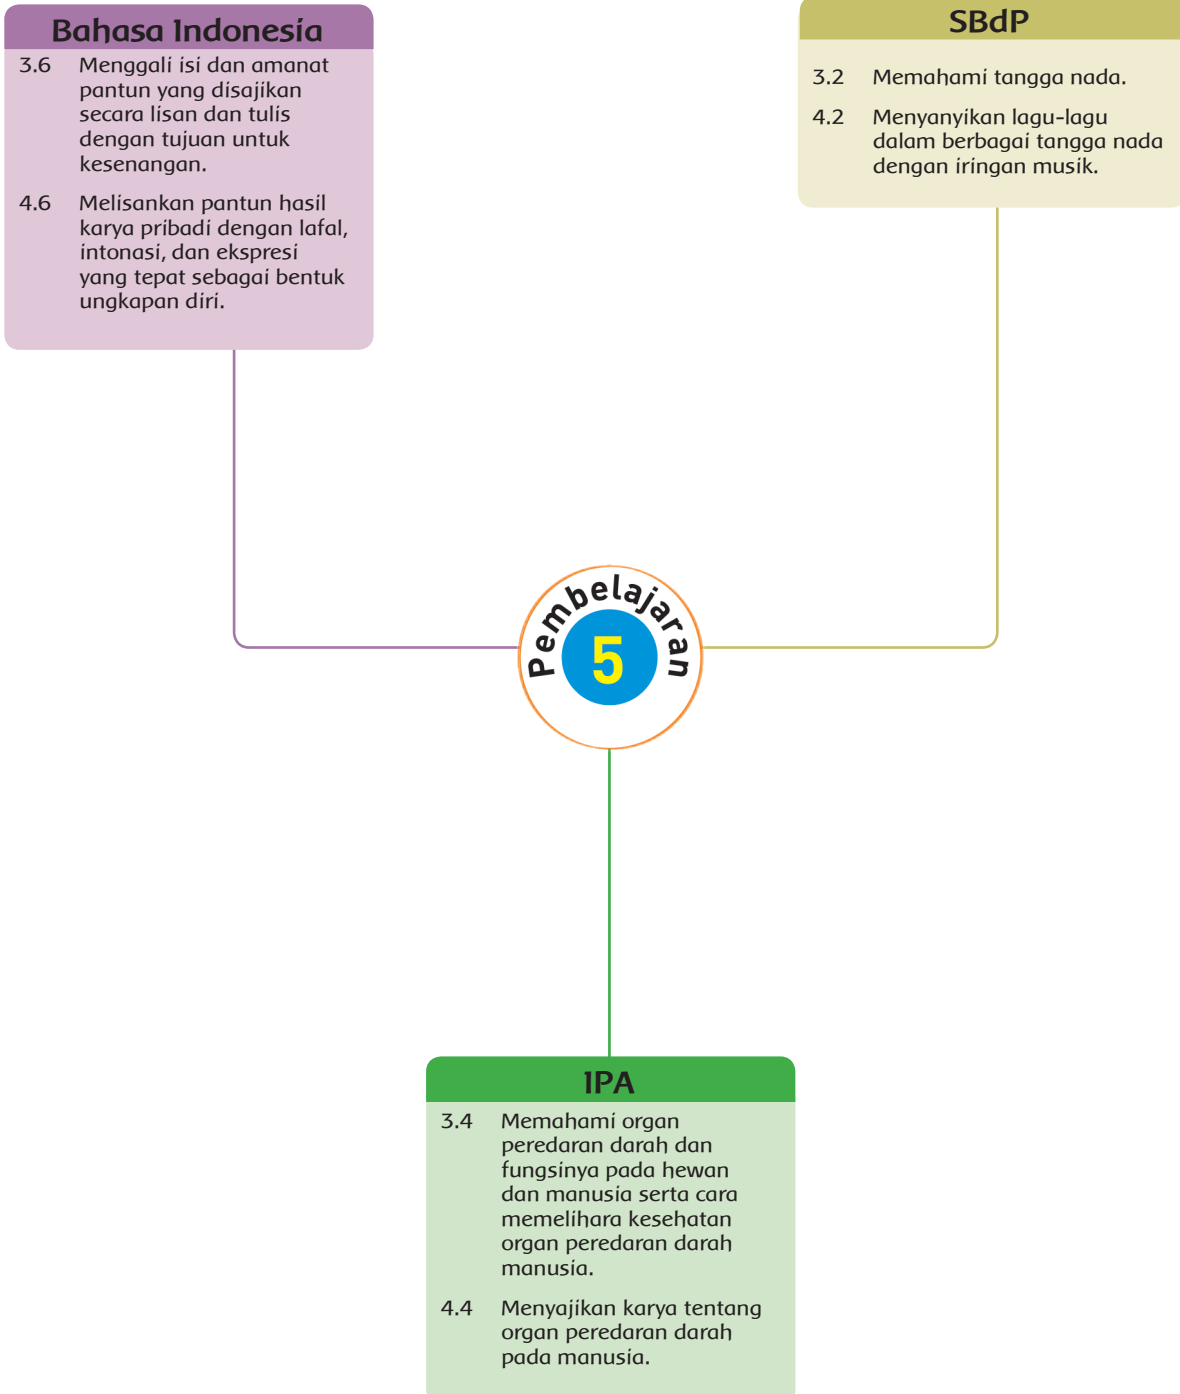 Bahasa Indonesia
3.6 Menggali isi dan amanat
pantun yang disajikan
secara lisan dan tulis
dengan tujuan untuk
kesenangan.
4.6 Melisankan pantun hasil
karya pribadi dengan lafal,
intonasi, dan ekspresi
yang tepat sebagai bentuk
ungkapan diri.
SBdP
3.2 Memahami tangga nada.
4.2 Menyanyikan lagu-lagu
dalam berbagai tangga nada
dengan iringan musik.
Pembelajaran
5
IPA
3.4 Memahami organ
peredaran darah dan
fungsinya pada hewan
dan manusia serta cara
memelihara kesehatan
organ peredaran darah
manusia.
4.4 Menyajikan karya tentang
organ peredaran darah
pada manusia.